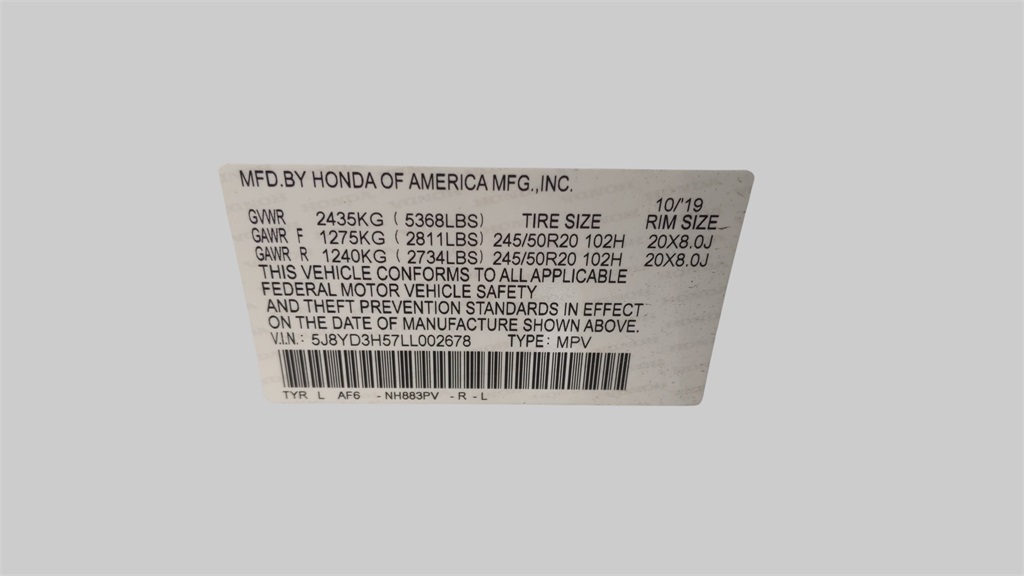 MFD.BY HONDA OF AMERICA MFG.,INC.
10/'19
GVWR 2435KG ( 5368LBS) TIRE SIZE RIM SIZE
GAWR F 1275KG ( 2811LBS) 245/50R20 102H 20X8.0J
GAWR R 1240KG ( 2734LBS) 245/50R20 102H 20X8.0J
THIS VEHICLE CONFORMS TO ALL APPLICABLE
FEDERAL MOTOR VEHICLE SAFETY
AND THEFT PREVENTION STANDARDS IN EFFECT
ON THE DATE OF MANUFACTURE SHOWN ABOVE.
V.I.N.: 5J8YD3H57LL002678 TYPE: MPV
TYR L AF6 - NH883PV - R - L